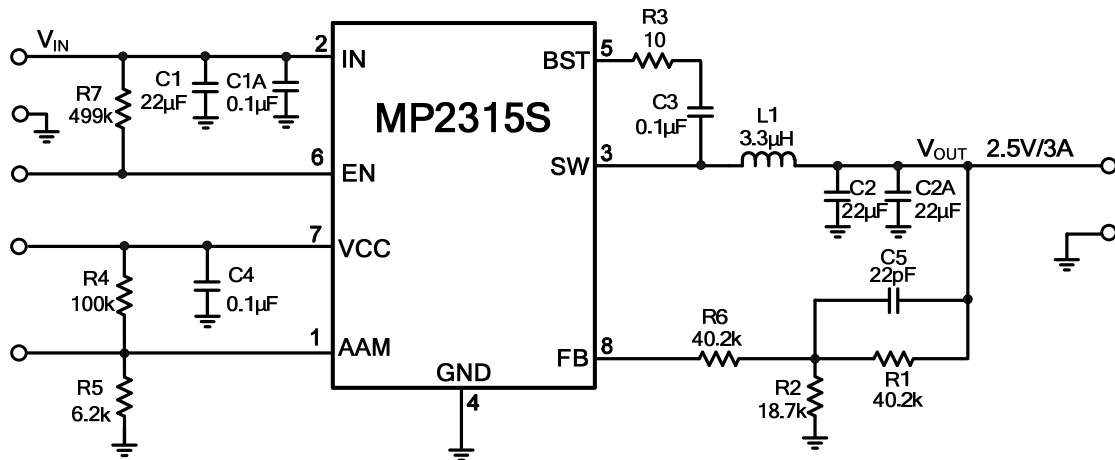 VIN
R7
499k
C1
22μF
C1A
0.1μF
2
IN
6
EN
7
VCC
R4
100k
C4
0.1μF
1
AAM
R5
6.2k
MP2315S
GND
4
BST
5
R3
10
C3
0.1μF
SW
3
L1
3.3μH
VOUT 2.5V/3A
C2
22μF
C2A
22μF
C5
22pF
FB
8
R6
40.2k
R2
18.7k
R1
40.2k